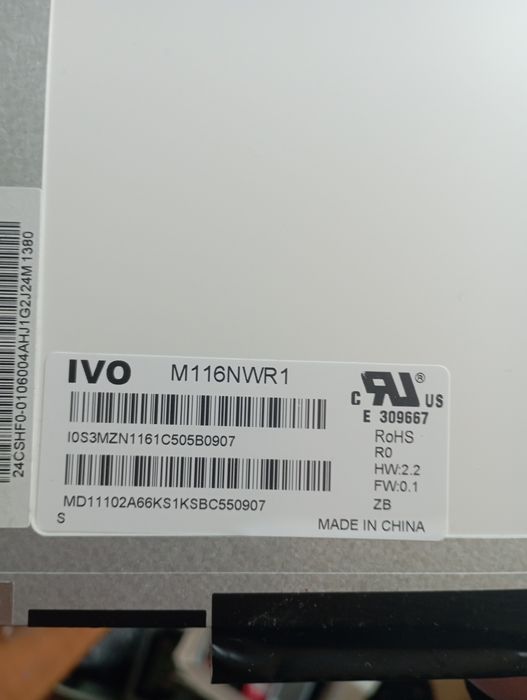 IVO M116NWR1
C UR ® US
E 309667
I0S3MZN1161C505B0907
RoHS
R0
HW:2.2
FW:0.1
MD11102A66KS1KSBC550907
ZB
S
MADE IN CHINA
24CSHF0-0106004AHJ1G2J24M1380